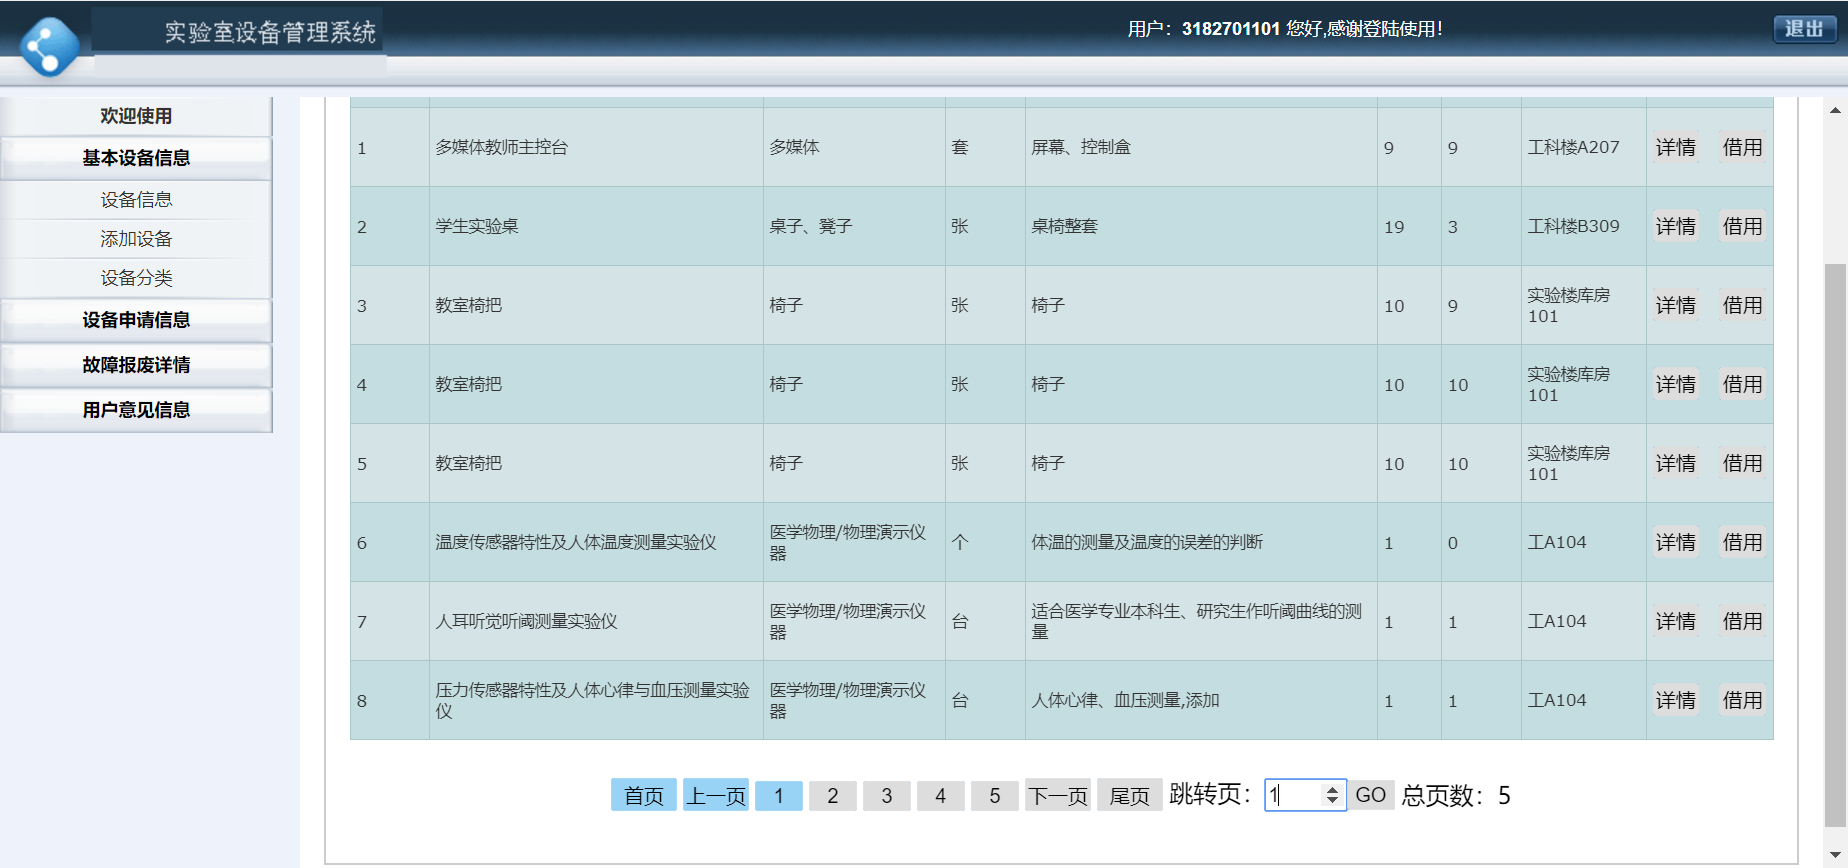 实验室设备管理系统
用户：3182701101 您好,感谢登陆使用！
退出
欢迎使用
基本设备信息
设备信息
添加设备
设备分类
设备申请信息
故障报废详情
用户意见信息
1 多媒体教师主控台 多媒体 套 屏幕、控制盒 9 9 工科楼A207 详情 借用
2 学生实验桌 桌子、凳子 张 桌椅整套 19 3 工科楼B309 详情 借用
3 教室椅把 椅子 张 椅子 10 9 实验楼库房
101 详情 借用
4 教室椅把 椅子 张 椅子 10 10 实验楼库房
101 详情 借用
5 教室椅把 椅子 张 椅子 10 10 实验楼库房
101 详情 借用
6 温度传感器特性及人体温度测量实验仪 医学物理/物理演示仪
器 个 体温的测量及温度的误差的判断 1 0 工A104 详情 借用
7 人耳听觉听阈测量实验仪 医学物理/物理演示仪
器 台 适合医学专业本科生、研究生作听阈曲线的测
量 1 1 工A104 详情 借用
8 压力传感器特性及人体心律与血压测量实验
仪 医学物理/物理演示仪
器 台 人体心律、血压测量,添加 1 1 工A104 详情 借用
首页 上一页 1 2 3 4 5 下一页 尾页 跳转页： 1 GO 总页数：5